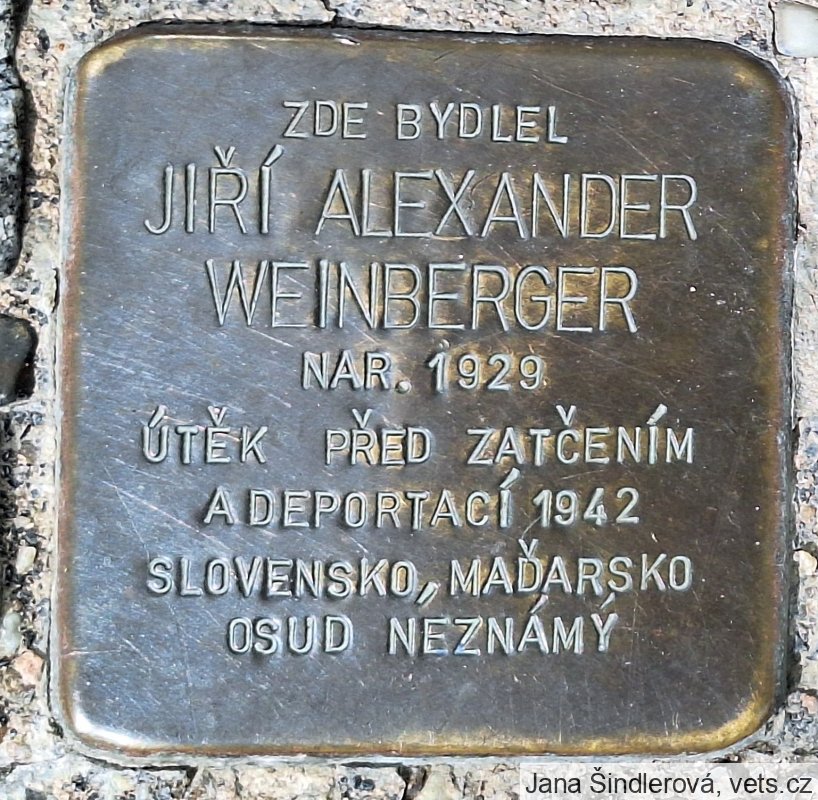 ZDE BYDLEL
JIŘÍ ALEXANDER
WEINBERGER
NAR. 1929
ÚTĚK PŘED ZATČENÍM
A DEPORTACÍ 1942
SLOVENSKO, MAĎARSKO
OSUD NEZNÁMÝ
Jana Šindlerová, vets.cz